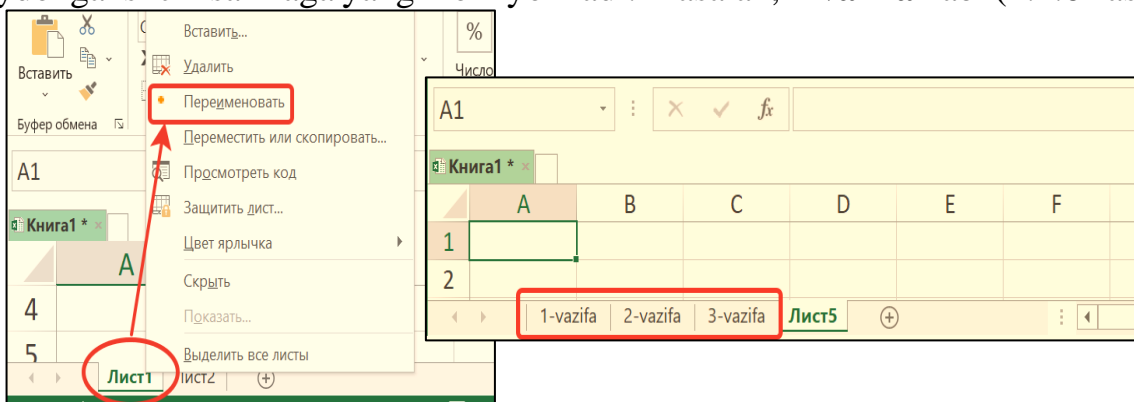 Вставить
Буфер обмена
A1
Книга1 *
A
4
5
Лист1
Лист2
Вставить...
Удалить
Переименовать
Переместить или скопировать...
Просмотреть код
Защитить лист...
Цвет ярлычка
Скрыть
Показать...
Выделить все листы
%
Число
A1
fx
Книга1 *
A B C D E F
1
2
1-vazifa 2-vazifa 3-vazifa Лист5